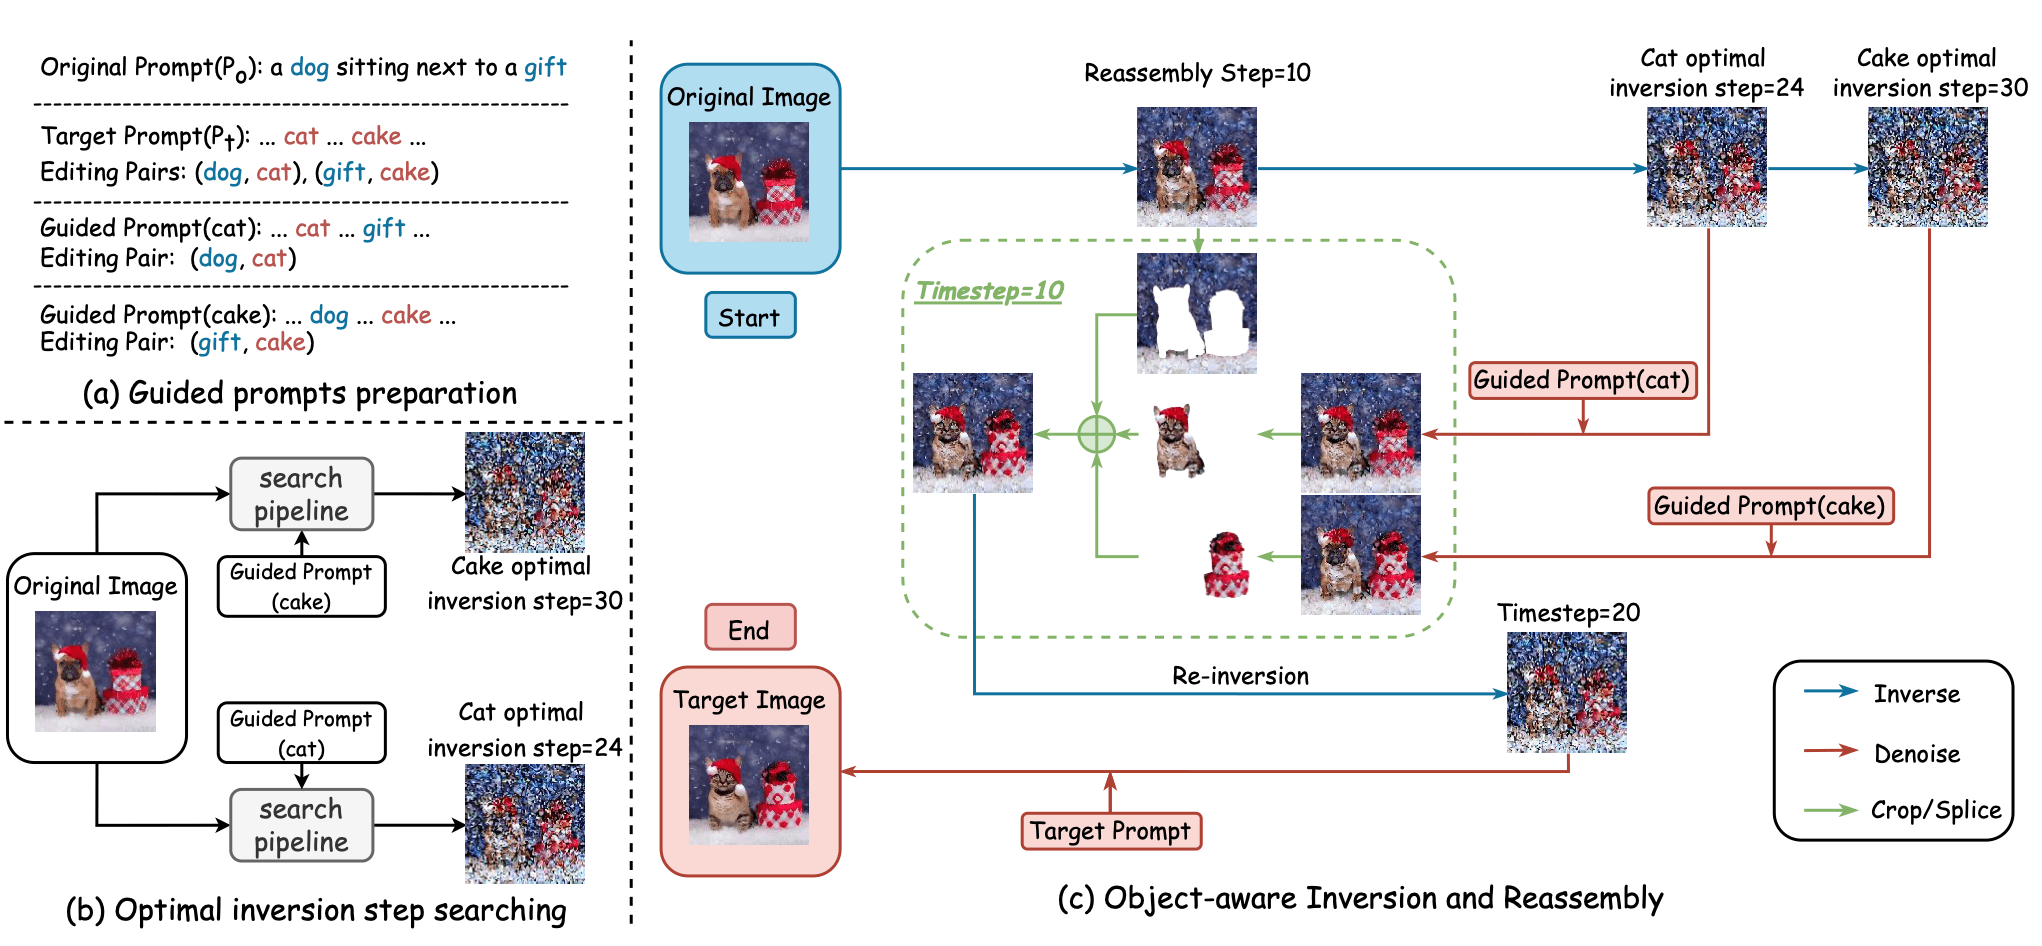 Original Prompt(Po): a dog sitting next to a gift
Target Prompt(Pt): ... cat ... cake ...
Editing Pairs: (dog, cat), (gift, cake)
Guided Prompt(cat): ... cat ... gift ...
Editing Pair: (dog, cat)
Guided Prompt(cake): ... dog ... cake ...
Editing Pair: (gift, cake)
(a) Guided prompts preparation
search
pipeline
Guided Prompt
(cake)
Cake optimal
inversion step=30
Original Image
Guided Prompt
(cat)
Cat optimal
inversion step=24
search
pipeline
(b) Optimal inversion step searching
Original Image
Start
Reassembly Step=10
Cat optimal
inversion step=24
Cake optimal
inversion step=30
Timestep=10
Guided Prompt(cat)
Guided Prompt(cake)
End
Timestep=20
Re-inversion
Target Image
Target Prompt
Inverse
Denoise
Crop/Splice
(c) Object-aware Inversion and Reassembly